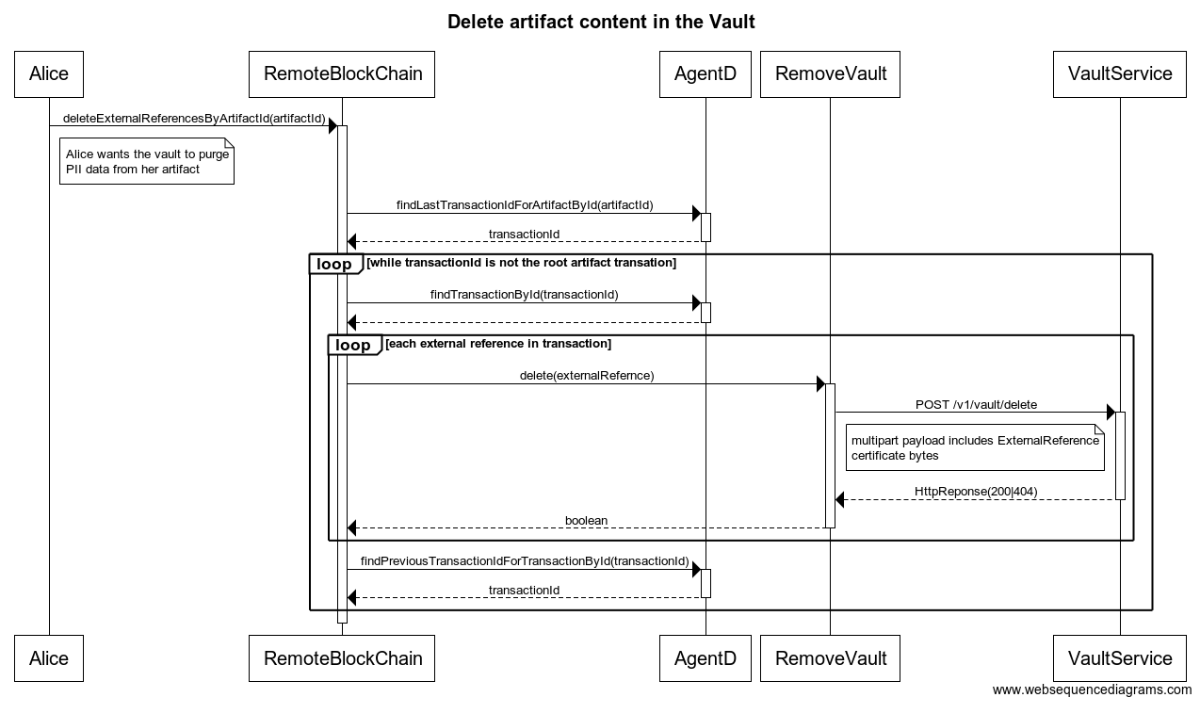 Delete artifact content in the Vault
Alice
RemoteBlockChain
AgentD
RemoveVault
VaultService
deleteExternalReferencesByArtifactId(artifactId)
Alice wants the vault to purge
PII data from her artifact
findLastTransactionIdForArtifactById(artifactId)
transactionId
loop
[while transactionId is not the root artifact transation]
findTransactionById(transactionId)
loop
[each external reference in transaction]
delete(externalRefernce)
POST /v1/vault/delete
multipart payload includes ExternalReference
certificate bytes
HttpReponse(200|404)
boolean
findPreviousTransactionIdForTransactionById(transactionId)
transactionId
Alice
RemoteBlockChain
AgentD
RemoveVault
VaultService
www.websequencediagrams.com